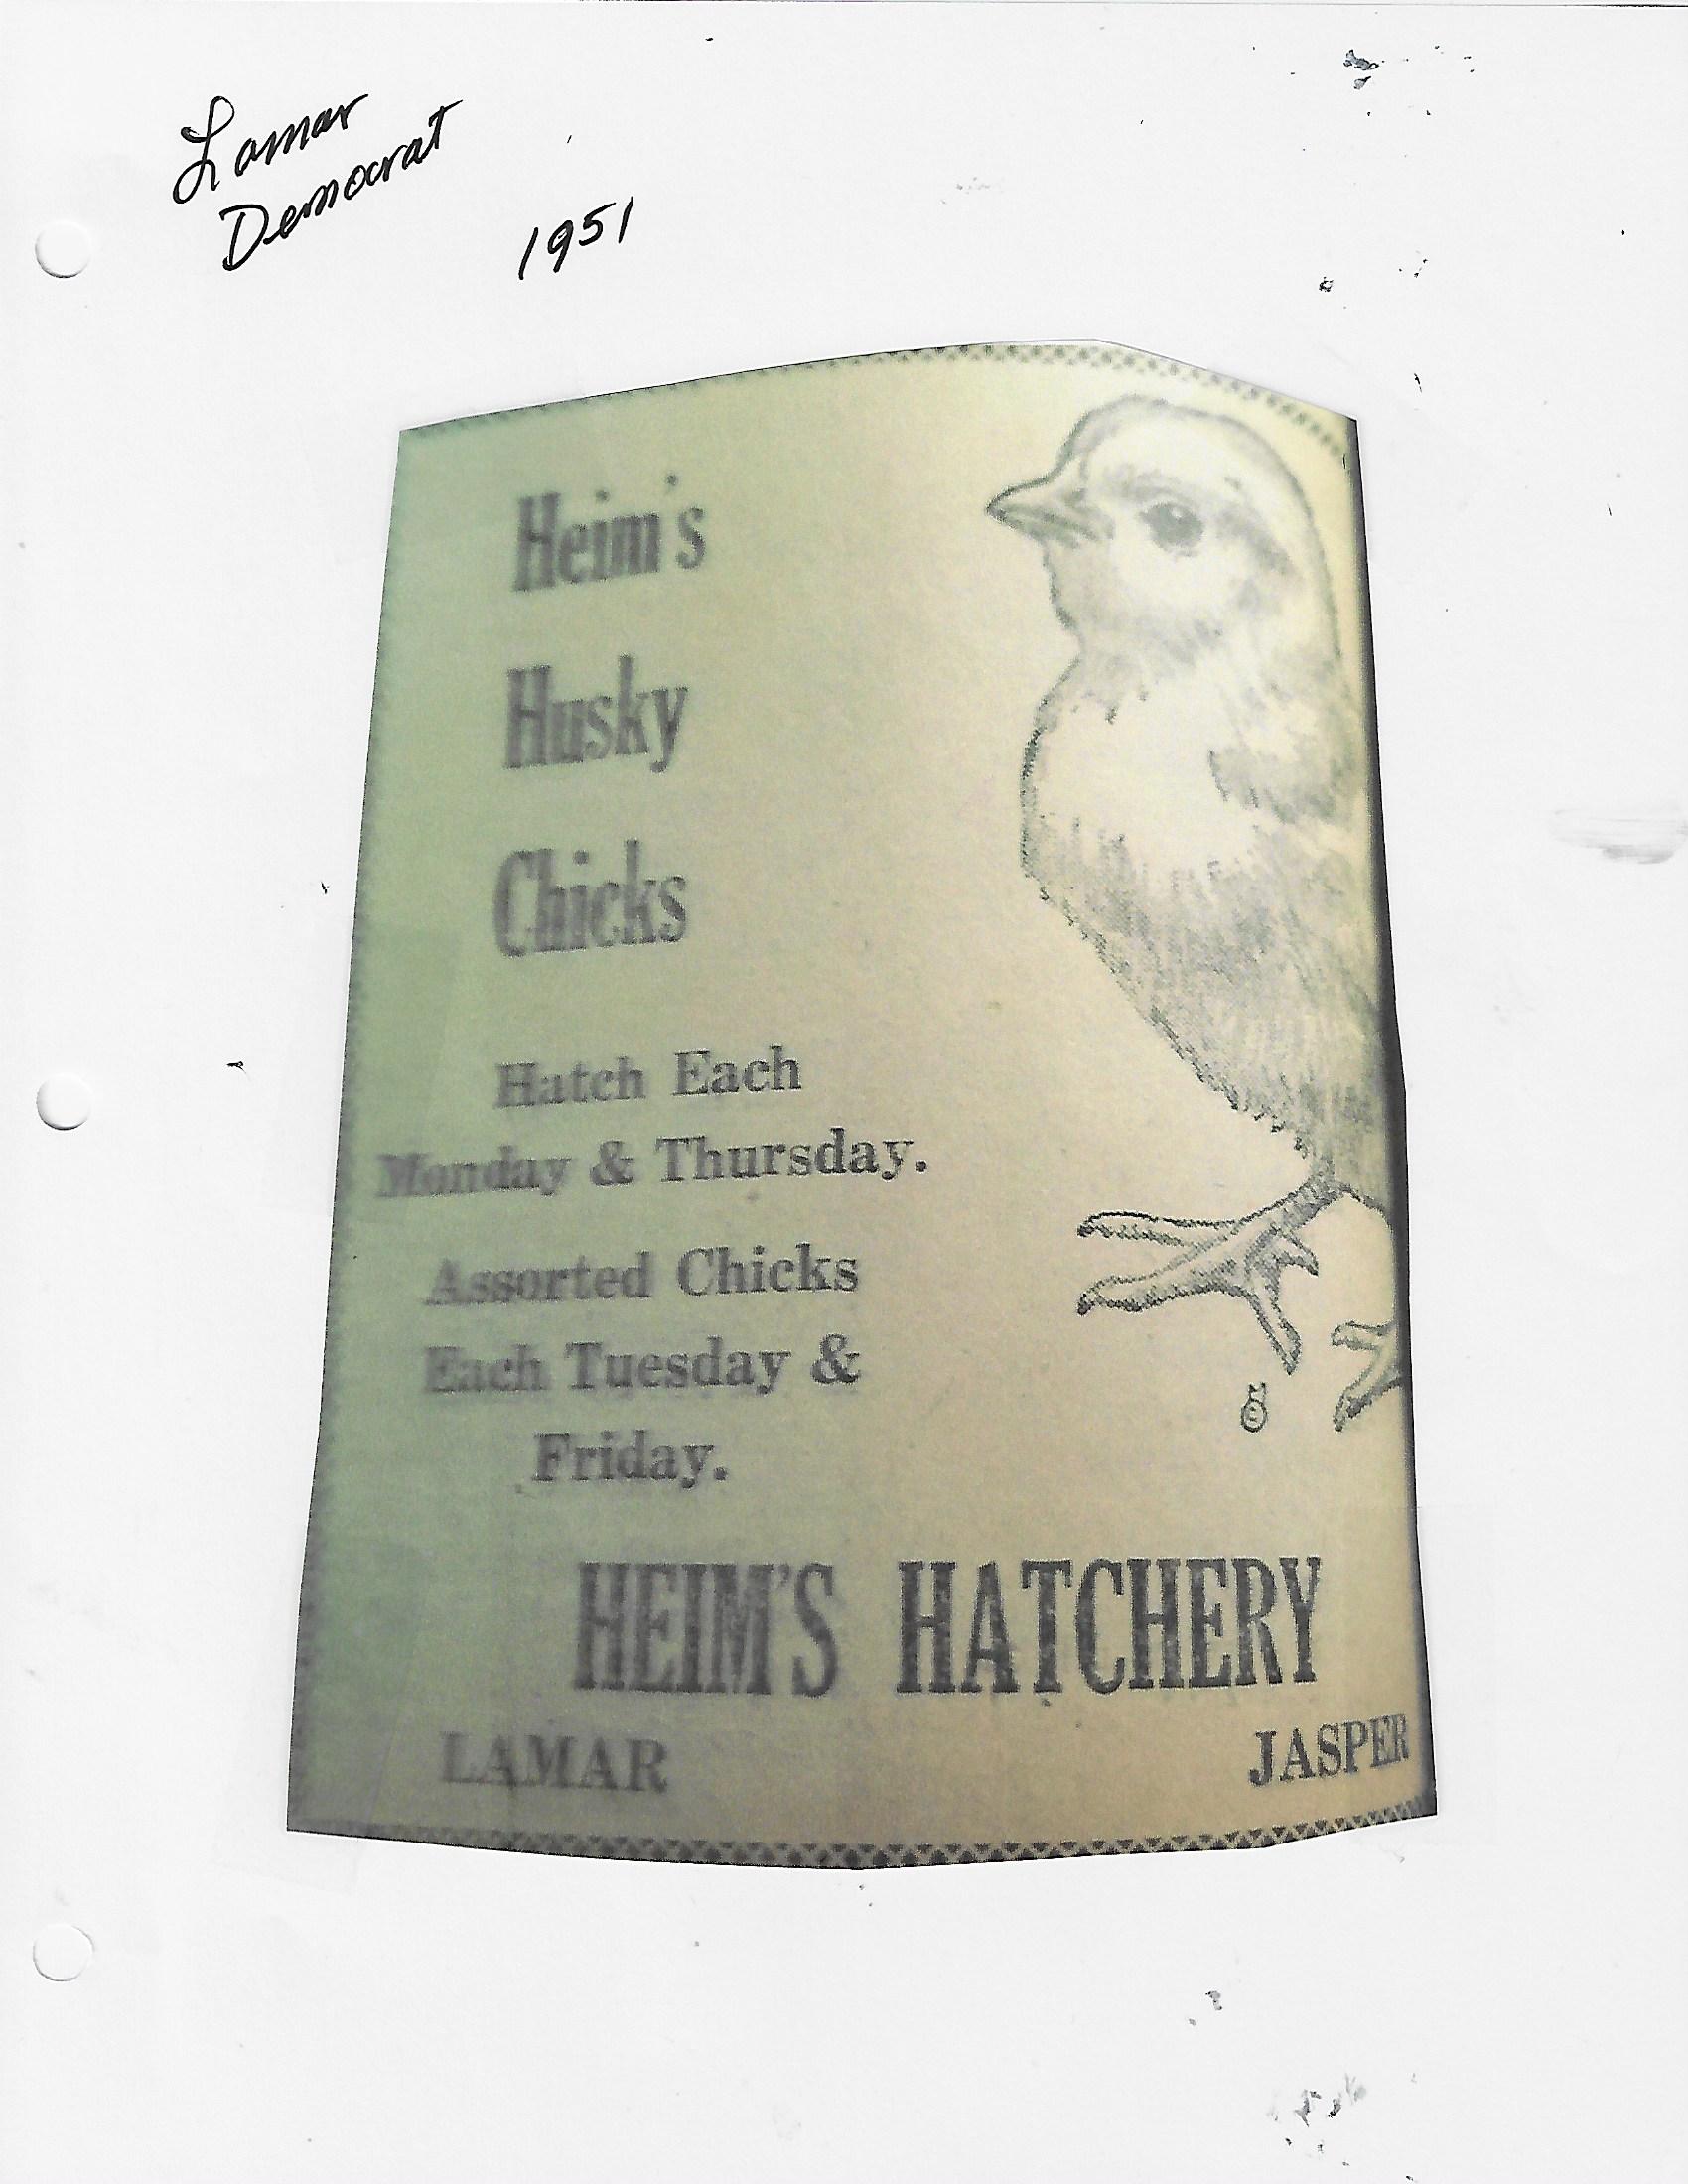 Lamar
Democrat
1951
Heim's
Husky
Chicks
Hatch Each
Monday & Thursday.
Assorted Chicks
Each Tuesday &
Friday.
HEIM'S HATCHERY
LAMAR JASPER